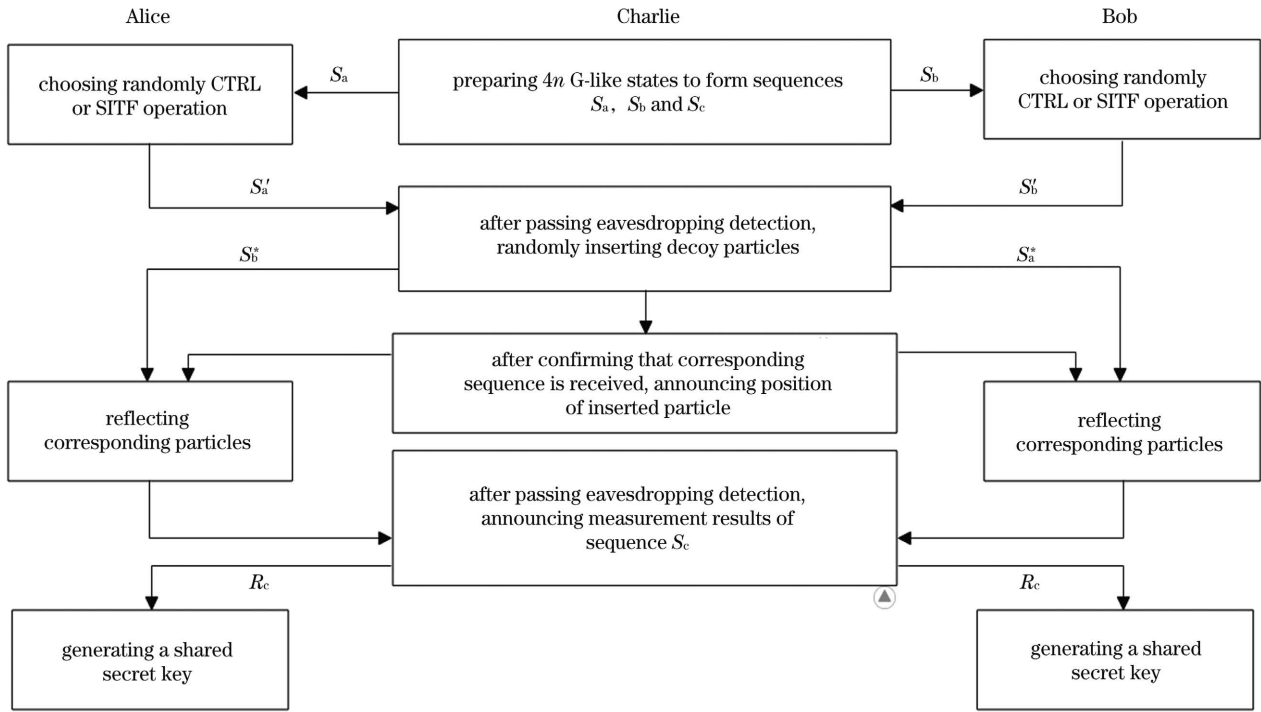 Alice
Charlie
Bob
choosing randomly CTRL
or SITF operation
Sa
preparing 4n G-like states to form sequences
Sa, Sb and Sc
Sb
choosing randomly
CTRL or SITF operation
Sa′
Sb′
after passing eavesdropping detection,
randomly inserting decoy particles
Sb*
Sa*
after confirming that corresponding
sequence is received, announcing position
of inserted particle
reflecting
corresponding particles
reflecting
corresponding particles
after passing eavesdropping detection,
announcing measurement results of
sequence Sc
Rc
Rc
generating a shared
secret key
generating a shared
secret key